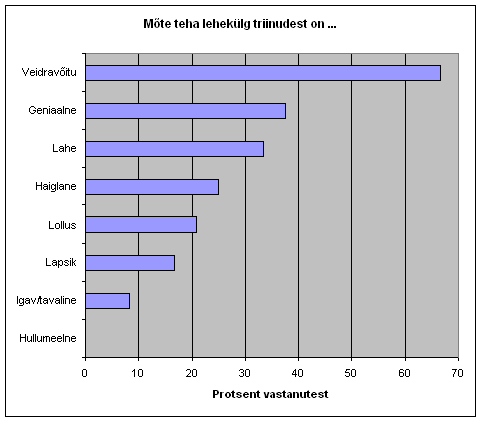 Mõte teha lehekülg triinudest on ...
Veidravõitu
Geniaalne
Lahe
Haiglane
Lollus
Lapsik
Igav/tavaline
Hullumeelne
0 10 20 30 40 50 60 70
Protsent vastanutest